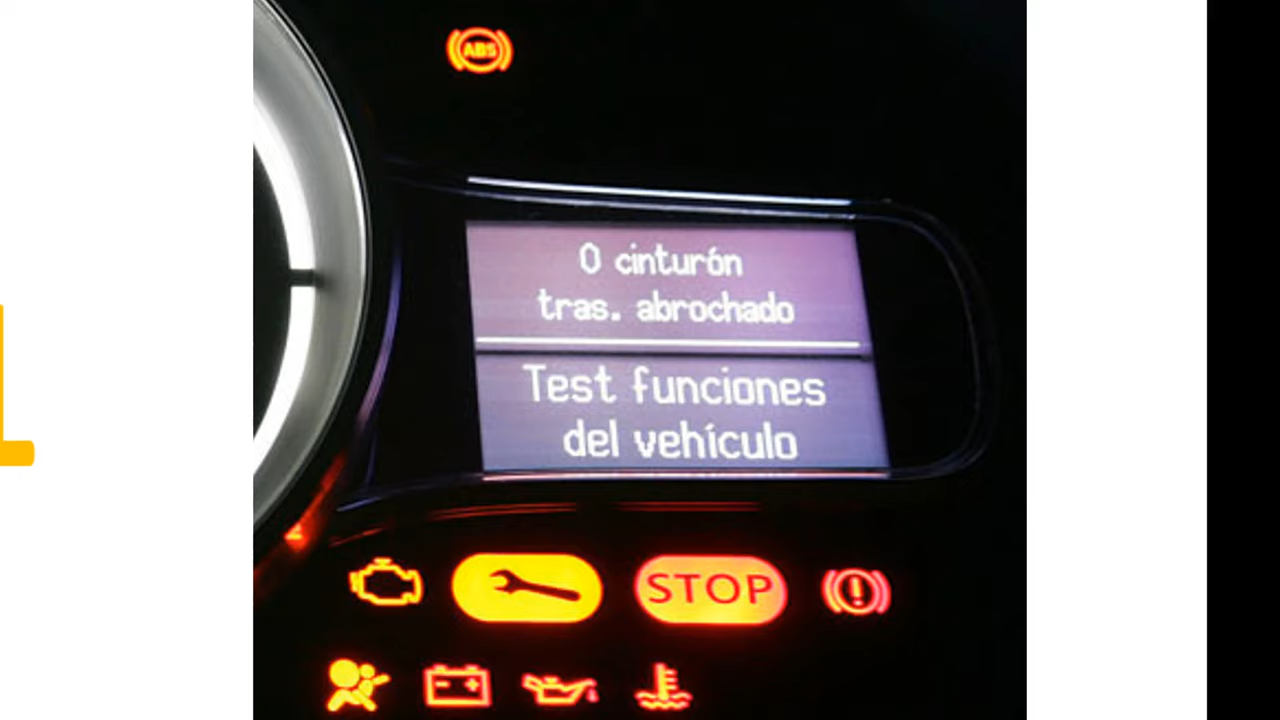 ABS
0 cinturón
tras. abrochado
Test funciones
del vehículo
STOP